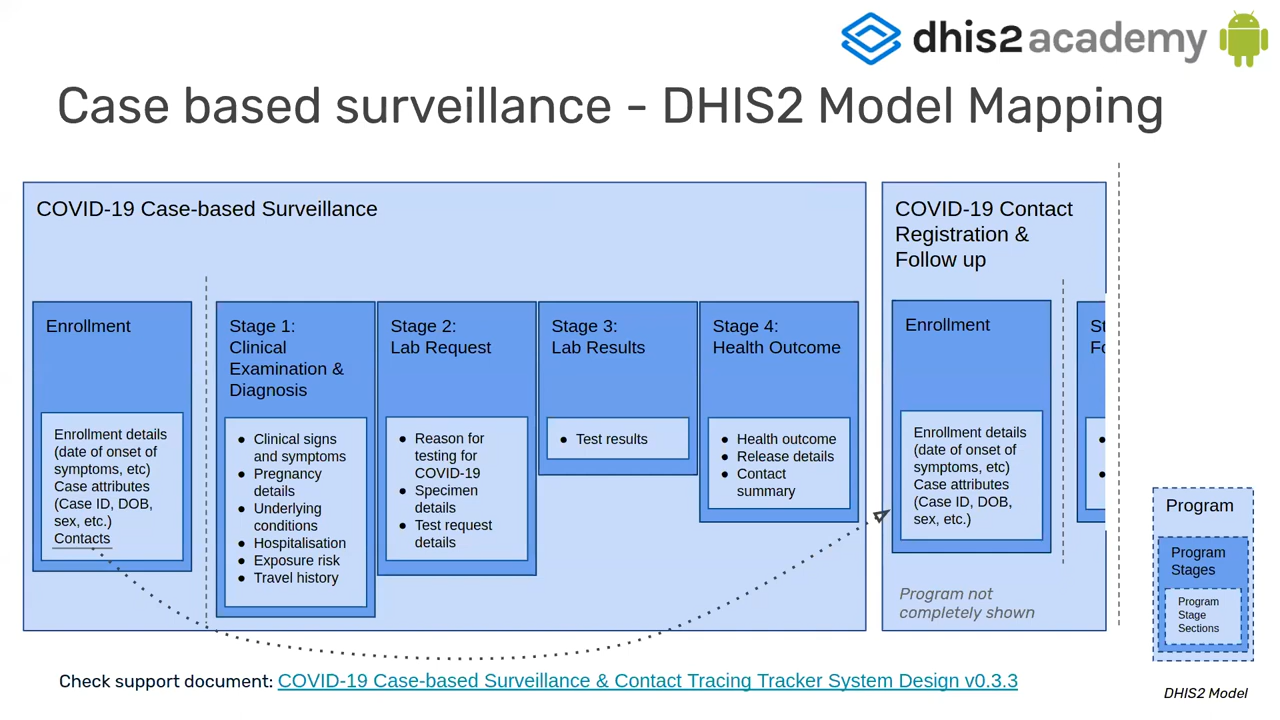 dhis2 academy
Case based surveillance - DHIS2 Model Mapping
COVID-19 Case-based Surveillance
Enrollment
Enrollment details
(date of onset of
symptoms, etc)
Case attributes
(Case ID, DOB,
sex, etc.)
Contacts
Stage 1:
Clinical
Examination &
Diagnosis
● Clinical signs
and symptoms
● Pregnancy
details
● Underlying
conditions
● Hospitalisation
● Exposure risk
● Travel history
Stage 2:
Lab Request
● Reason for
testing for
COVID-19
● Specimen
details
● Test request
details
Stage 3:
Lab Results
● Test results
Stage 4:
Health Outcome
● Health outcome
● Release details
● Contact
summary
COVID-19 Contact
Registration &
Follow up
Enrollment
Enrollment details
(date of onset of
symptoms, etc)
Case attributes
(Case ID, DOB,
sex, etc.)
Program not
completely shown
Program
Program
Stages
Program
Stage
Sections
DHIS2 Model
Check support document: COVID-19 Case-based Surveillance & Contact Tracing Tracker System Design v0.3.3